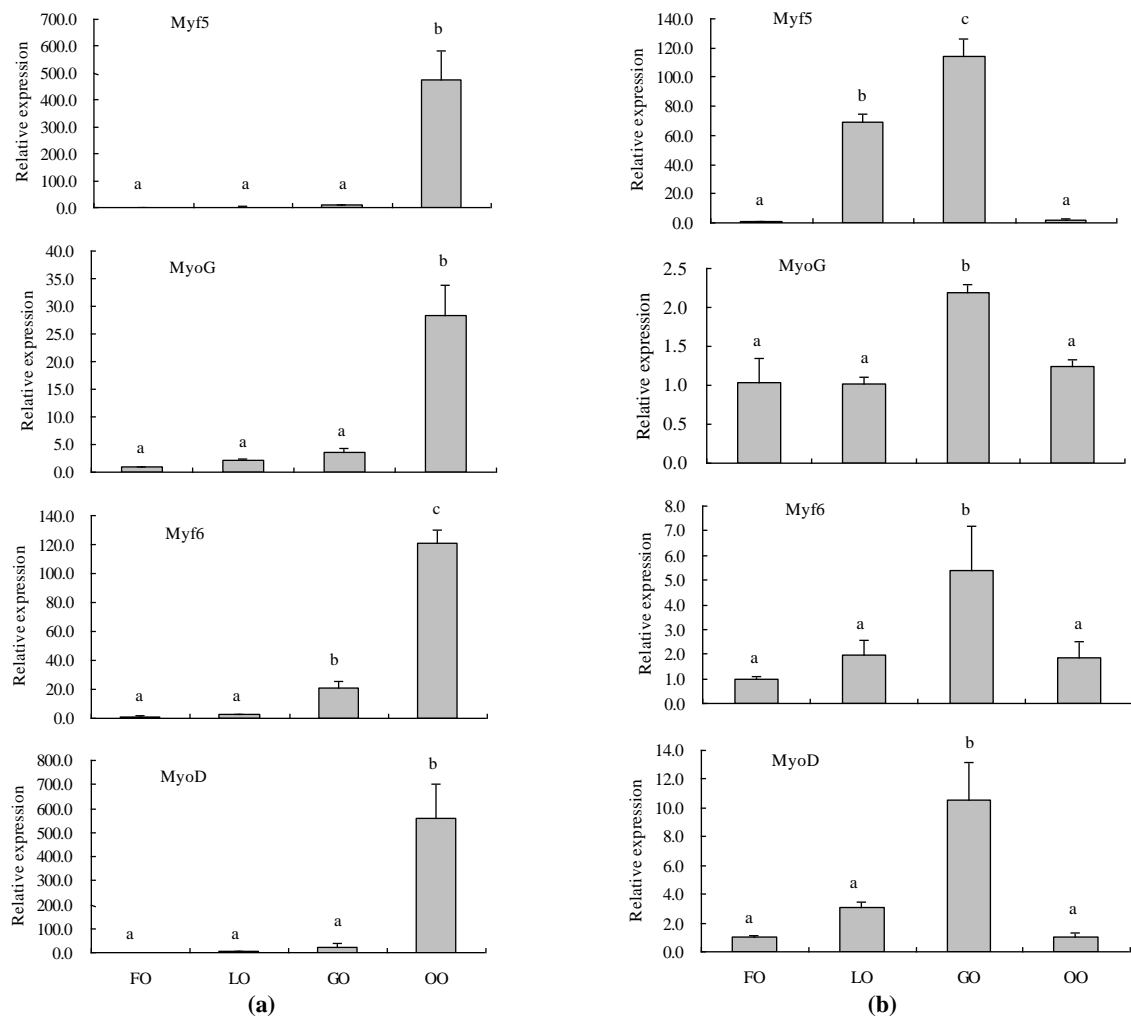 Myf5
Relative expression
700.0
600.0
500.0
400.0
300.0
200.0
100.0
0.0
a
a
a
b
MyoG
Relative expression
40.0
35.0
30.0
25.0
20.0
15.0
10.0
5.0
0.0
a
a
a
b
Myf6
Relative expression
140.0
120.0
100.0
80.0
60.0
40.0
20.0
0.0
a
a
b
c
MyoD
Relative expression
800.0
700.0
600.0
500.0
400.0
300.0
200.0
100.0
0.0
a
a
a
b
FO LO GO OO
(a)
Myf5
Relative expression
140.0
120.0
100.0
80.0
60.0
40.0
20.0
0.0
a
b
c
a
MyoG
Relative expression
2.5
2.0
1.5
1.0
0.5
0.0
a
a
b
a
Myf6
Relative expression
8.0
7.0
6.0
5.0
4.0
3.0
2.0
1.0
0.0
a
a
b
a
MyoD
Relative expression
14.0
12.0
10.0
8.0
6.0
4.0
2.0
0.0
a
a
b
a
FO LO GO OO
(b)